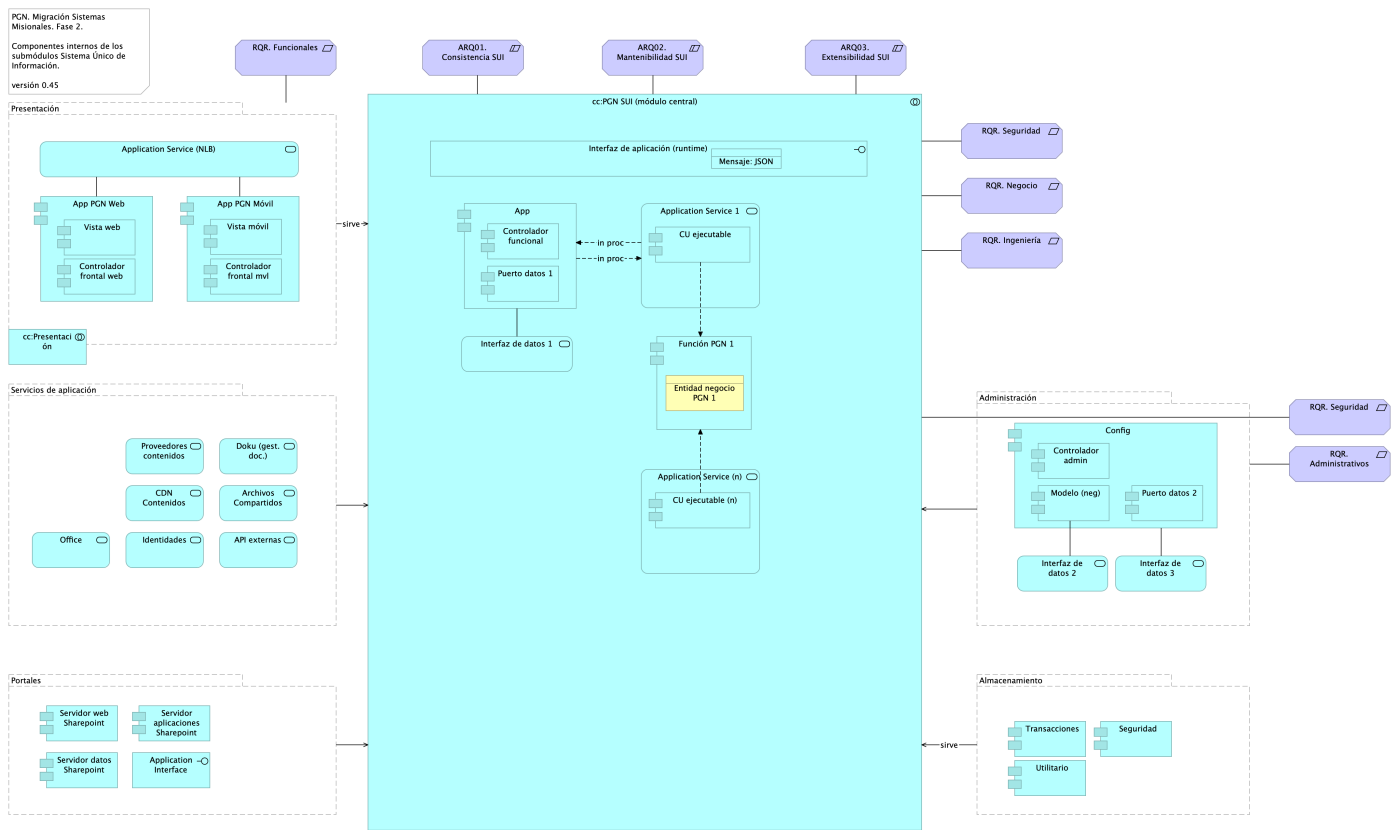 PGN. Migración Sistemas
Misionales. Fase 2.
Componentes internos de los
submódulos Sistema Único de
Información.
versión 0.45
RQR. Funcionales
ARQ01.
Consistencia SUI
ARQ02.
Mantenibilidad SUI
ARQ03.
Extensibilidad SUI
Presentación
Application Service (NLB)
App PGN Web
Vista web
Controlador
frontal web
App PGN Móvil
Vista móvil
Controlador
frontal mvl
cc:Presentaci
ón
sirve
cc:PGN SUI (módulo central)
Interfaz de aplicación (runtime)
Mensaje: JSON
App
Controlador
funcional
Puerto datos 1
Interfaz de datos 1
in proc
in proc
Application Service 1
CU ejecutable
Función PGN 1
Entidad negocio
PGN 1
Application Service (n)
CU ejecutable (n)
RQR. Seguridad
RQR. Negocio
RQR. Ingeniería
Servicios de aplicación
Proveedores
contenidos
Doku (gest.
doc.)
CDN
Contenidos
Archivos
Compartidos
Office
Identidades
API externas
Administración
Config
Controlador
admin
Modelo (neg)
Puerto datos 2
Interfaz de
datos 2
Interfaz de
datos 3
RQR. Seguridad
RQR.
Administrativos
Portales
Servidor web
Sharepoint
Servidor
aplicaciones
Sharepoint
Servidor datos
Sharepoint
Application
Interface
Almacenamiento
sirve
Transacciones
Seguridad
Utilitario